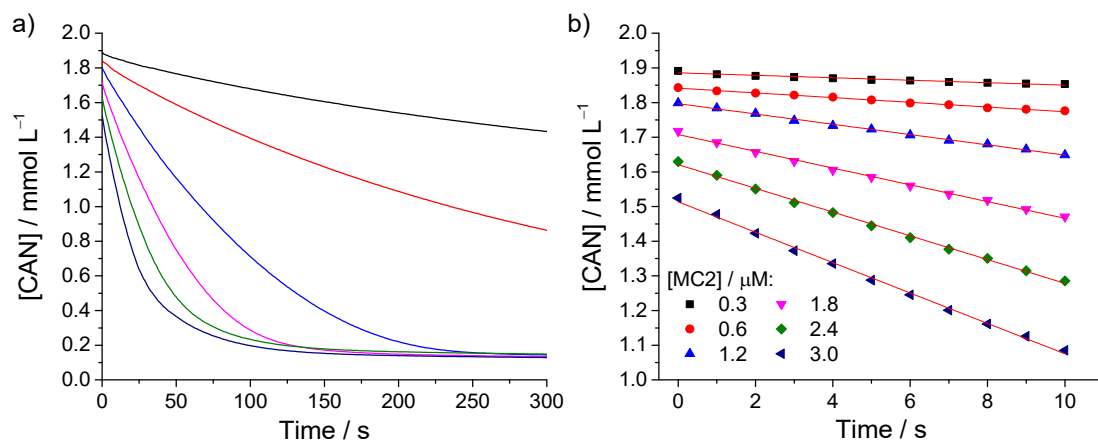 a)
[CAN] / mmol L⁻¹
2.0
1.8
1.6
1.4
1.2
1.0
0.8
0.6
0.4
0.2
0.0
0 50 100 150 200 250 300
Time / s
b)
[CAN] / mmol L⁻¹
2.0
1.9
1.8
1.7
1.6
1.5
1.4
1.3
1.2
1.1
1.0
[MC2] / μM:
0.3 1.8
0.6 2.4
1.2 3.0
0 2 4 6 8 10
Time / s